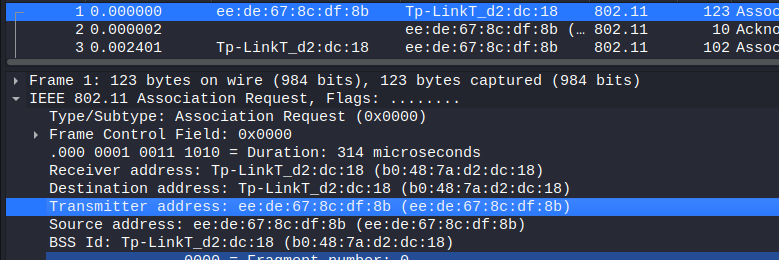 1 0.000000 ee:de:67:8c:df:8b Tp-LinkT_d2:dc:18 802.11 123 Assoc
2 0.000002 ee:de:67:8c:df:8b (… 802.11 10 Ackno
3 0.002401 Tp-LinkT_d2:dc:18 ee:de:67:8c:df:8b 802.11 102 Assoc
Frame 1: 123 bytes on wire (984 bits), 123 bytes captured (984 bits)
IEEE 802.11 Association Request, Flags: ........
Type/Subtype: Association Request (0x0000)
Frame Control Field: 0x0000
.000 0001 0011 1010 = Duration: 314 microseconds
Receiver address: Tp-LinkT_d2:dc:18 (b0:48:7a:d2:dc:18)
Destination address: Tp-LinkT_d2:dc:18 (b0:48:7a:d2:dc:18)
Transmitter address: ee:de:67:8c:df:8b (ee:de:67:8c:df:8b)
Source address: ee:de:67:8c:df:8b (ee:de:67:8c:df:8b)
BSS Id: Tp-LinkT_d2:dc:18 (b0:48:7a:d2:dc:18)
.... .... .... 0000 = Fragment number: 0